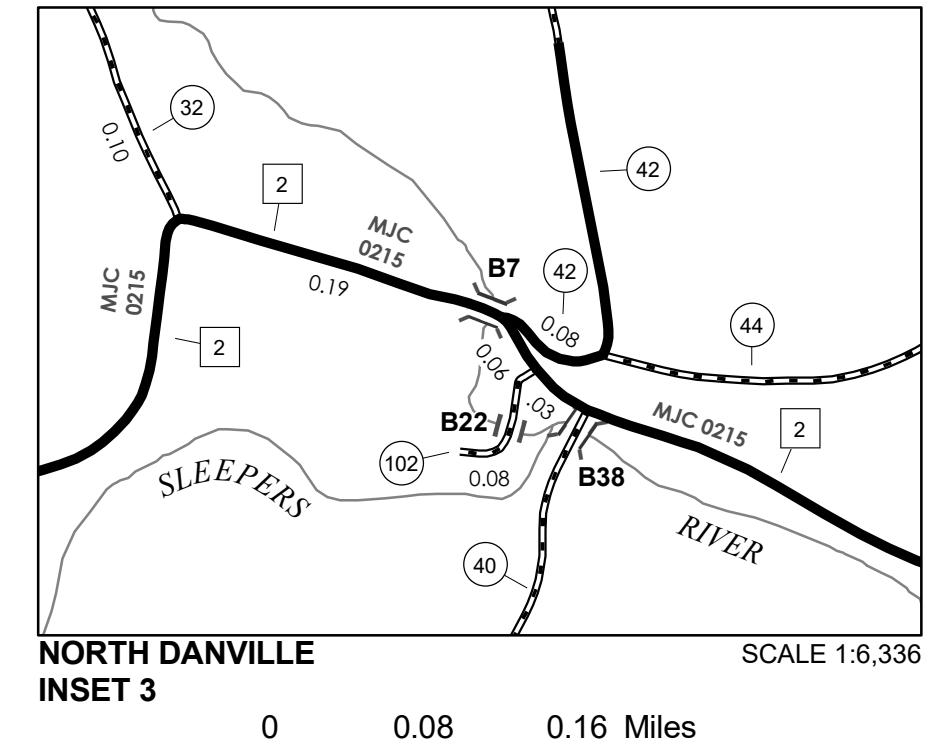 32
0.10
42
2
MJC
0215
B7
42
MJC
0215
0.19
0.08
44
2
0.06
.03
MJC 0215
2
B22
102
0.08
B38
SLEEPERS
RIVER
40
NORTH DANVILLE
SCALE 1:6,336
INSET 3
0 0.08 0.16 Miles